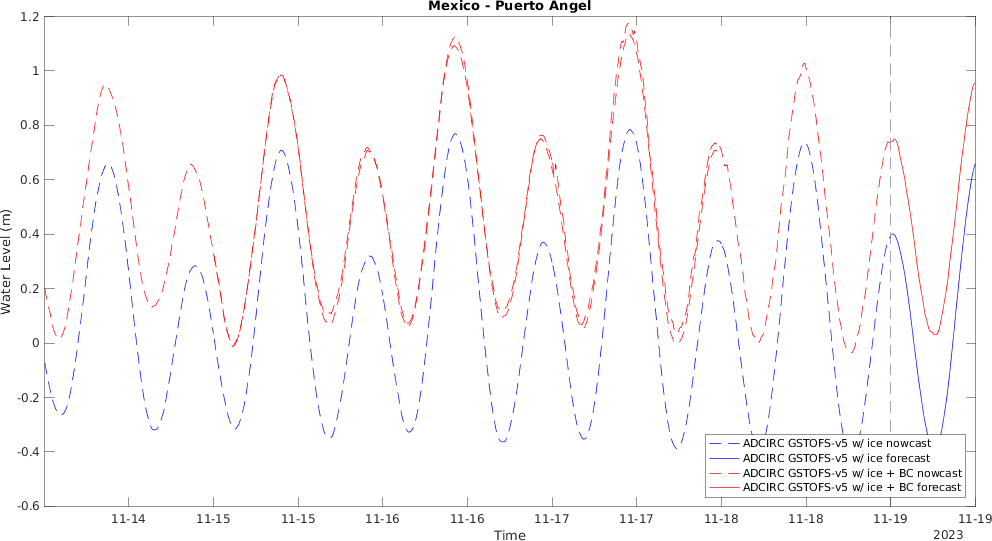 Mexico - Puerto Angel
1.2
1
0.8
0.6
0.4
0.2
0
-0.2
-0.4
-0.6
Water Level (m)
ADCIRC GSTOFS-v5 w/ ice nowcast
ADCIRC GSTOFS-v5 w/ ice forecast
ADCIRC GSTOFS-v5 w/ ice + BC nowcast
ADCIRC GSTOFS-v5 w/ ice + BC forecast
11-14 11-15 11-15 11-16 11-16 11-17 11-17 11-18 11-18 11-19 11-19
Time
2023